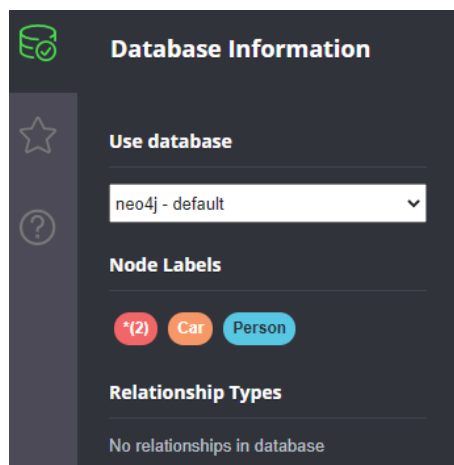 Database Information
Use database
neo4j - default
Node Labels
*(2) Car Person
Relationship Types
No relationships in database